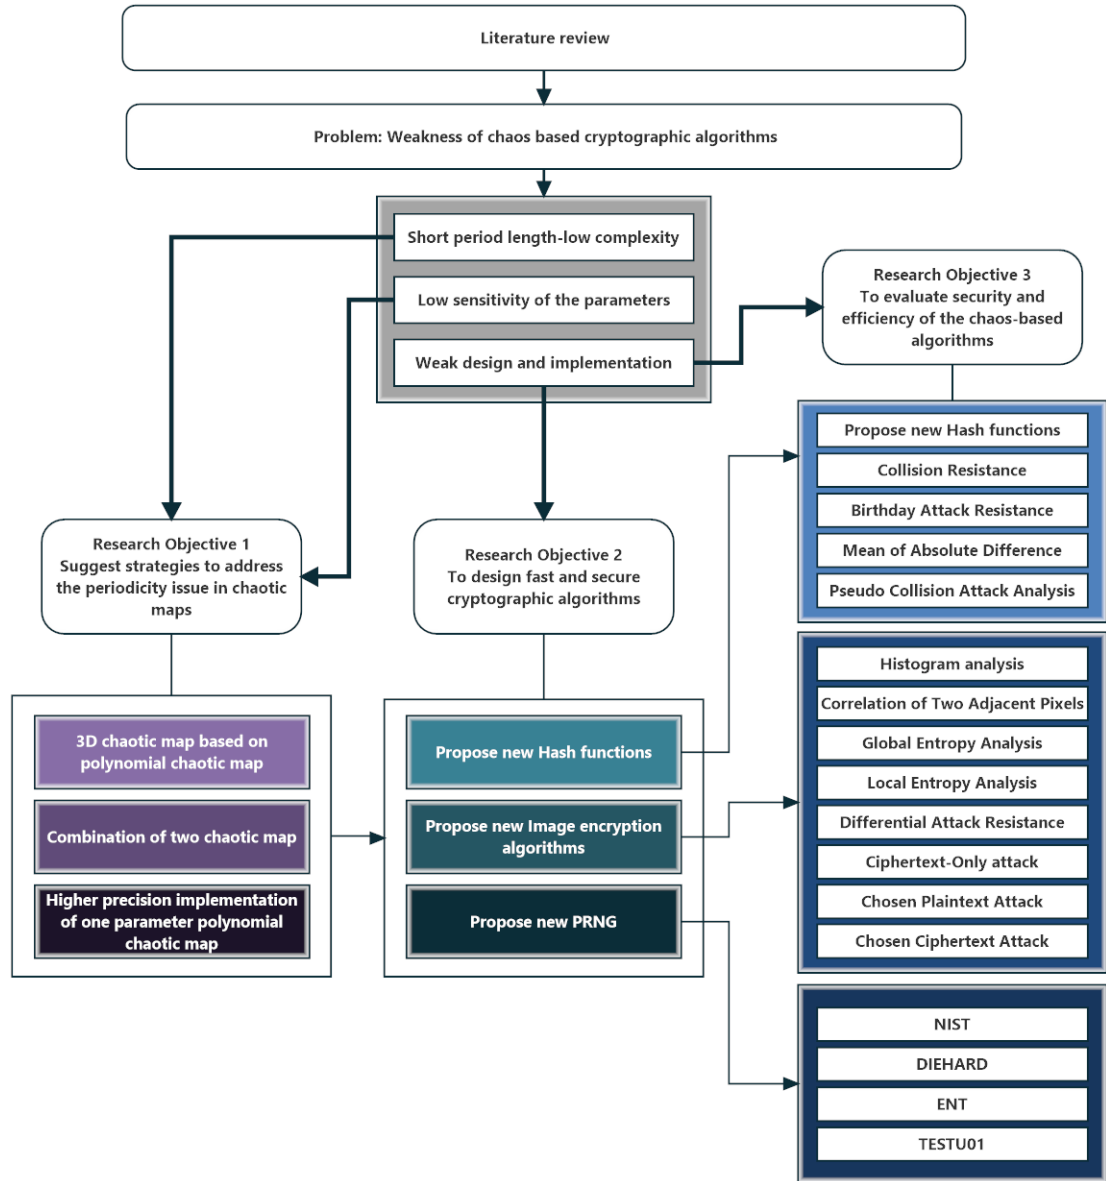 Literature review
Problem: Weakness of chaos based cryptographic algorithms
Short period length-low complexity
Low sensitivity of the parameters
Weak design and implementation
Research Objective 3
To evaluate security and
efficiency of the chaos-based
algorithms
Research Objective 1
Suggest strategies to address
the periodicity issue in chaotic
maps
Research Objective 2
To design fast and secure
cryptographic algorithms
3D chaotic map based on
polynomial chaotic map
Combination of two chaotic map
Higher precision implementation
of one parameter polynomial
chaotic map
Propose new Hash functions
Propose new Image encryption
algorithms
Propose new PRNG
Propose new Hash functions
Collision Resistance
Birthday Attack Resistance
Mean of Absolute Difference
Pseudo Collision Attack Analysis
Histogram analysis
Correlation of Two Adjacent Pixels
Global Entropy Analysis
Local Entropy Analysis
Differential Attack Resistance
Ciphertext-Only attack
Chosen Plaintext Attack
Chosen Ciphertext Attack
NIST
DIEHARD
ENT
TESTU01